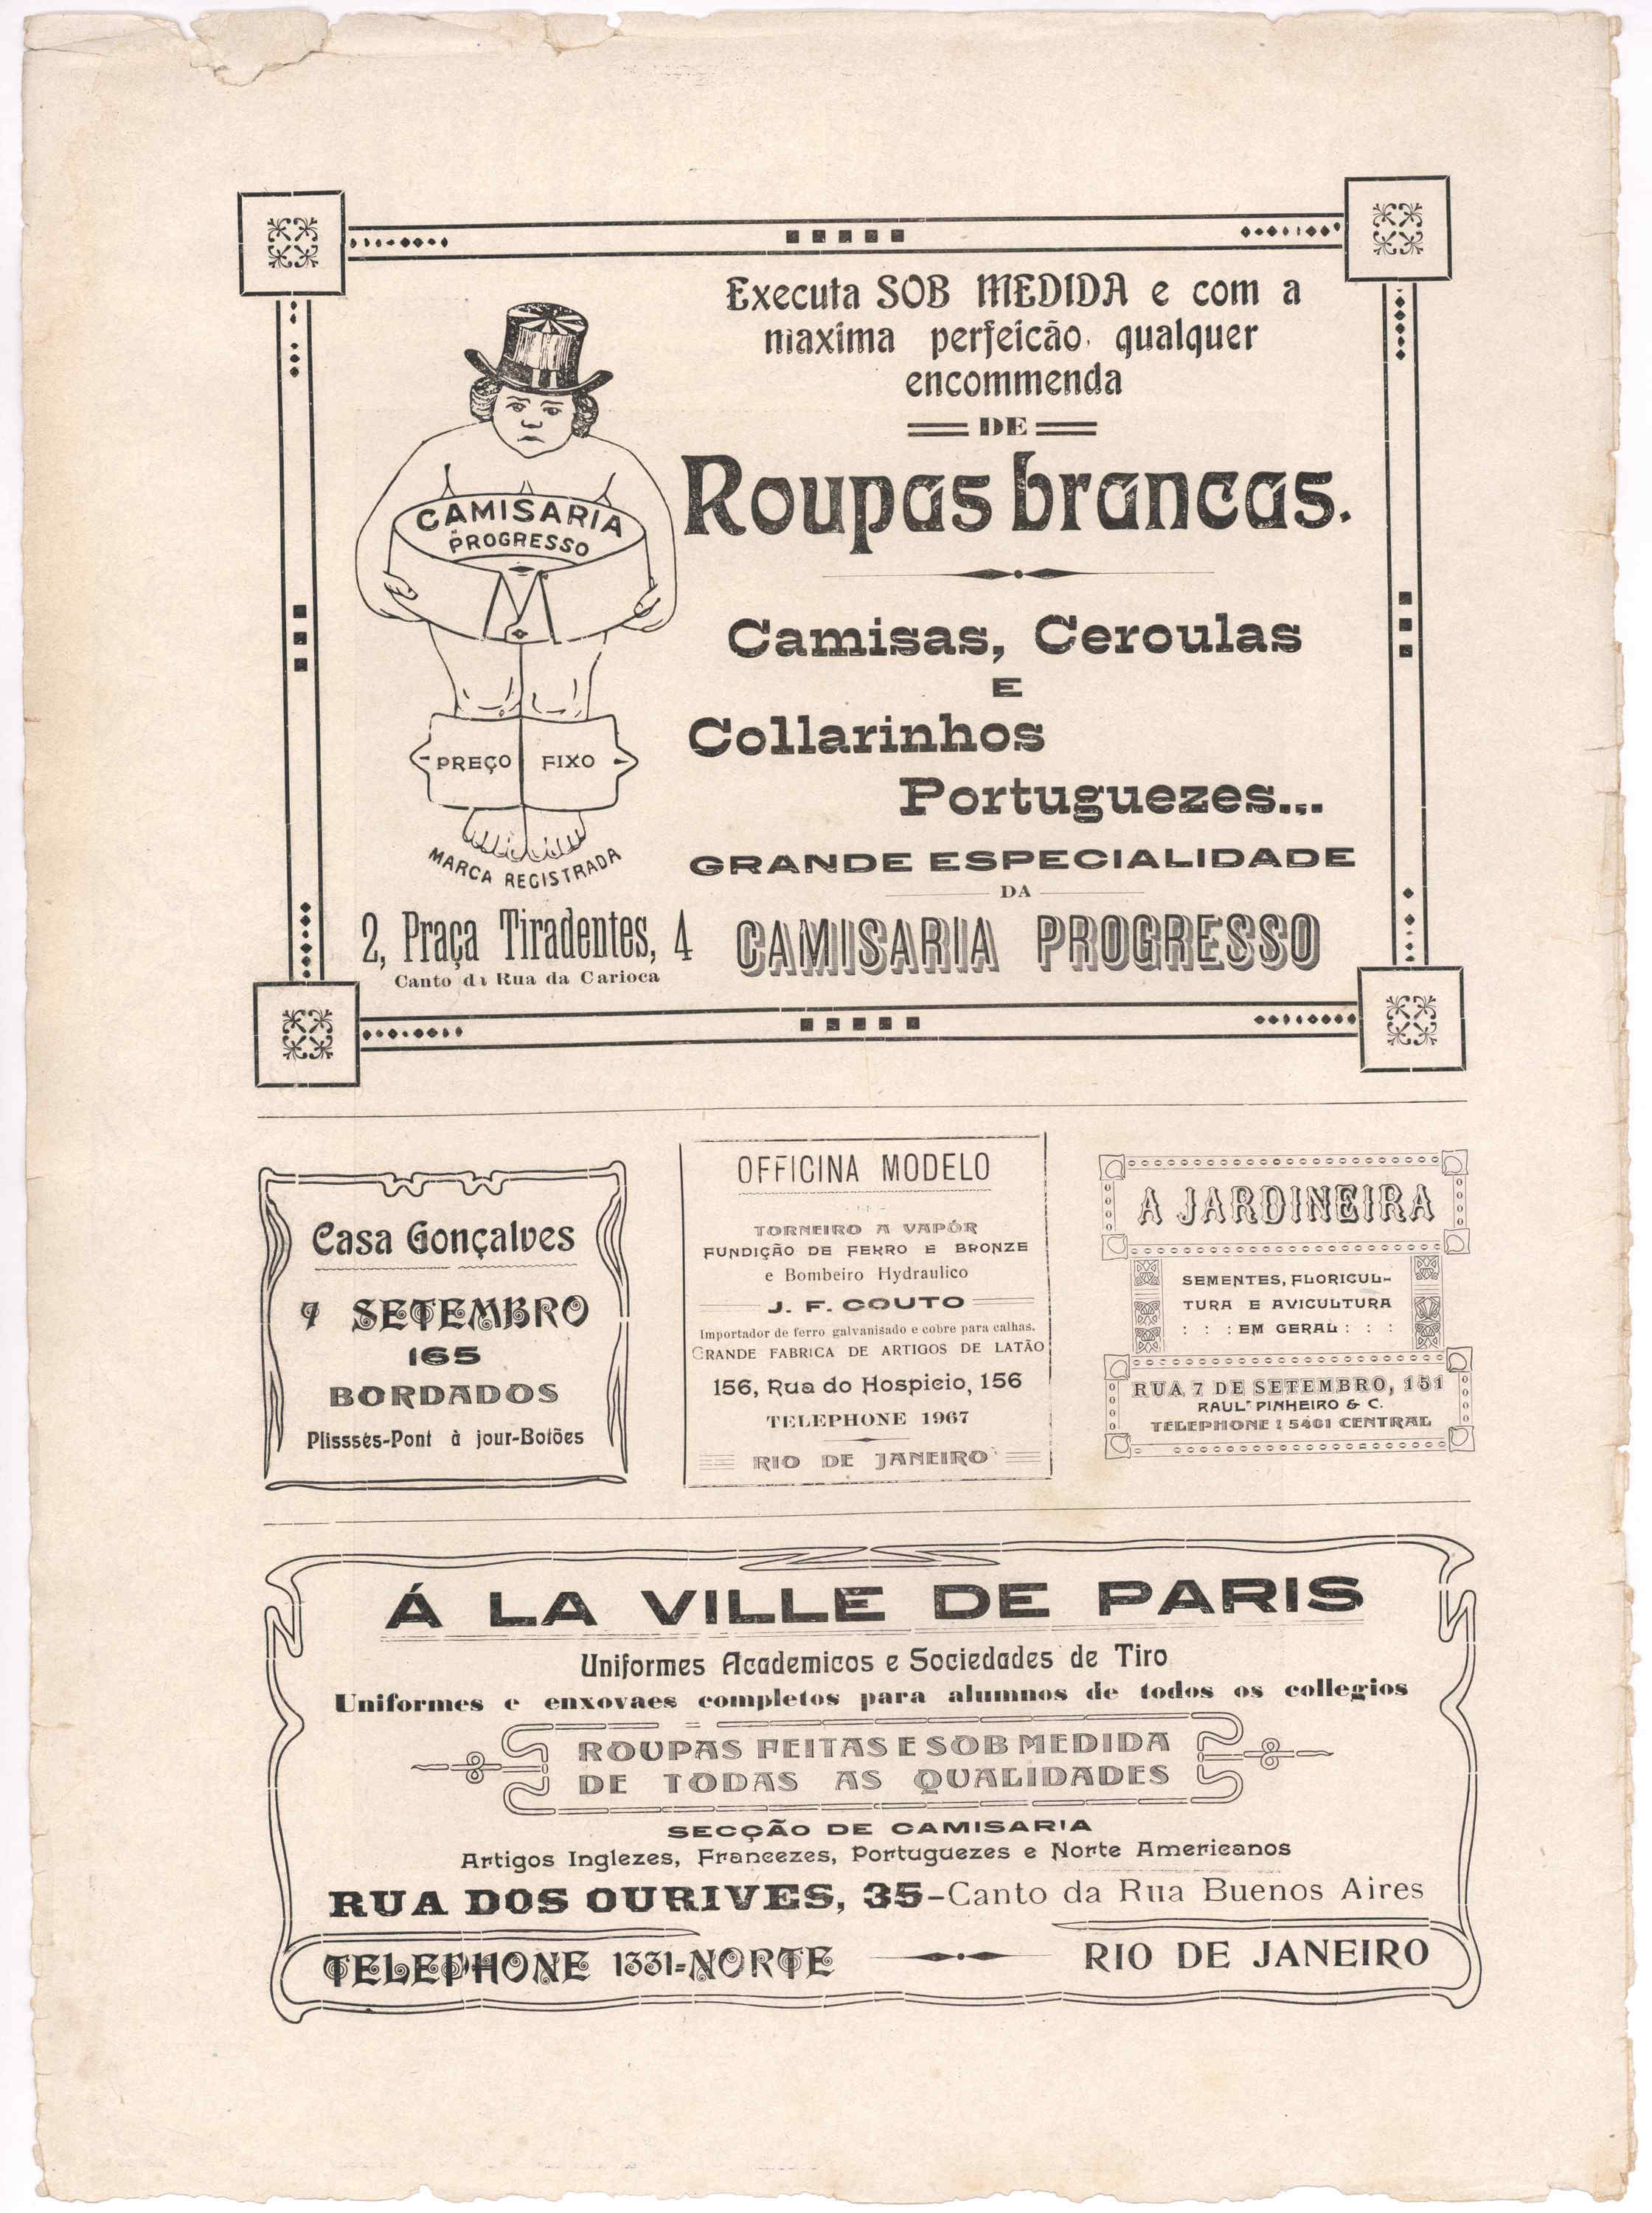 Executa SOB MEDIDA e com a
maxima perfeicão qualquer
encommenda
DE
Roupas brancas.
CAMISARIA
PROGRESSO
PREÇO FIXO
MARCA REGISTRADA
Camisas, Ceroulas
E
Collarinhos
Portuguezes...
GRANDE ESPECIALIDADE
DA
CAMISARIA PROGRESSO
2, Praça Tiradentes, 4
Canto da Rua da Carioca
Casa Gonçalves
7 SETEMBRO
165
BORDADOS
Plisssés-Pont à jour-Botões
OFFICINA MODELO
TORNEIRO A VAPÓR
FUNDIÇÃO DE FERRO E BRONZE
e Bombeiro Hydraulico
J. F. COUTO
Importador de ferro galvanisado e cobre para calhas.
GRANDE FABRICA DE ARTIGOS DE LATÃO
156, Rua do Hospicio, 156
TELEPHONE 1967
RIO DE JANEIRO
A JARDINEIRA
SEMENTES, FLORICUL-
TURA E AVICULTURA
: : : EM GERAL : : :
RUA 7 DE SETEMBRO, 151
RAUL PINHEIRO & C.
TELEPHONE : 5461 CENTRAL
Á LA VILLE DE PARIS
Uniformes Academicos e Sociedades de Tiro
Uniformes e enxovaes completos para alumnos de todos os collegios
ROUPAS FEITAS E SOB MEDIDA
DE TODAS AS QUALIDADES
SECÇÃO DE CAMISARIA
Artigos Inglezes, Francezes, Portuguezes e Norte Americanos
RUA DOS OURIVES, 35-Canto da Rua Buenos Aires
TELEPHONE 1331=NORTE RIO DE JANEIRO